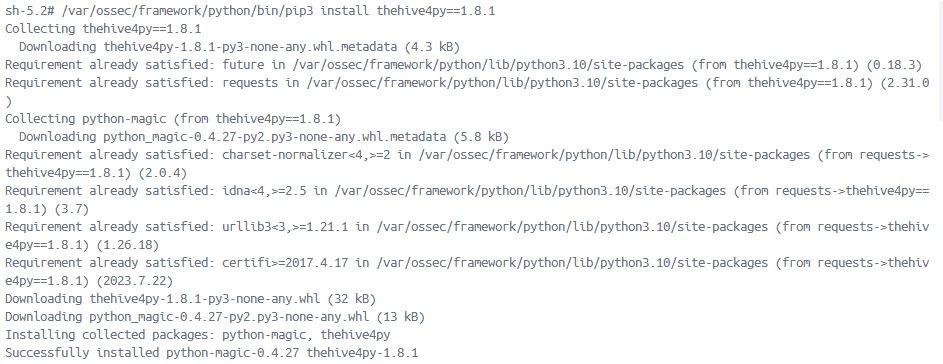 sh-5.2# /var/ossec/framework/python/bin/pip3 install thehive4py==1.8.1
Collecting thehive4py==1.8.1
  Downloading thehive4py-1.8.1-py3-none-any.whl.metadata (4.3 kB)
Requirement already satisfied: future in /var/ossec/framework/python/lib/python3.10/site-packages (from thehive4py==1.8.1) (0.18.3)
Requirement already satisfied: requests in /var/ossec/framework/python/lib/python3.10/site-packages (from thehive4py==1.8.1) (2.31.0
)
Collecting python-magic (from thehive4py==1.8.1)
  Downloading python_magic-0.4.27-py2.py3-none-any.whl.metadata (5.8 kB)
Requirement already satisfied: charset-normalizer<4,>=2 in /var/ossec/framework/python/lib/python3.10/site-packages (from requests->
thehive4py==1.8.1) (2.0.4)
Requirement already satisfied: idna<4,>=2.5 in /var/ossec/framework/python/lib/python3.10/site-packages (from requests->thehive4py==
1.8.1) (3.7)
Requirement already satisfied: urllib3<3,>=1.21.1 in /var/ossec/framework/python/lib/python3.10/site-packages (from requests->thehiv
e4py==1.8.1) (1.26.18)
Requirement already satisfied: certifi>=2017.4.17 in /var/ossec/framework/python/lib/python3.10/site-packages (from requests->thehiv
e4py==1.8.1) (2023.7.22)
Downloading thehive4py-1.8.1-py3-none-any.whl (32 kB)
Downloading python_magic-0.4.27-py2.py3-none-any.whl (13 kB)
Installing collected packages: python-magic, thehive4py
Successfully installed python-magic-0.4.27 thehive4py-1.8.1